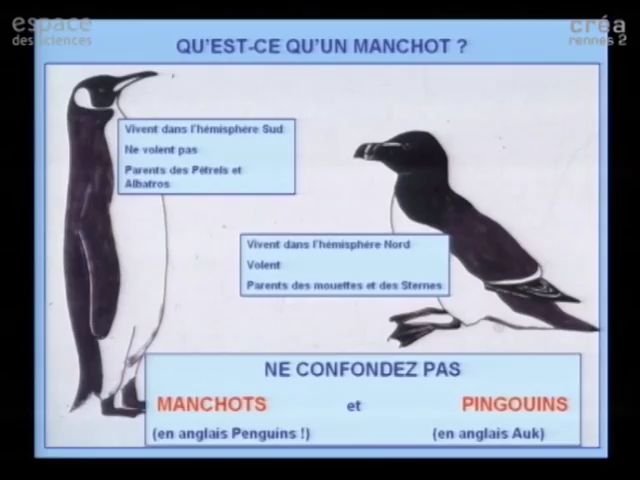 espace
des sciences
créa
rennes 2
QU'EST-CE QU'UN MANCHOT ?
Vivent dans l'hémisphère Sud
Ne volent pas
Parents des Pétrels et
Albatros
Vivent dans l'hémisphère Nord
Volent
Parents des mouettes et des Sternes
NE CONFONDEZ PAS
MANCHOTS et PINGOUINS
(en anglais Penguins !) (en anglais Auk)